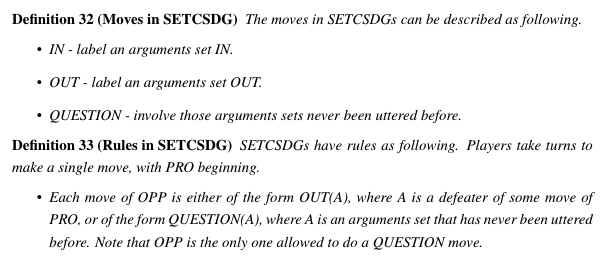 Definition 32 (Moves in SETCSDG) The moves in SETCSDGs can be described as following.
• IN - label an arguments set IN.
• OUT - label an arguments set OUT.
• QUESTION - involve those arguments sets never been uttered before.
Definition 33 (Rules in SETCSDG) SETCSDGs have rules as following. Players take turns to
make a single move, with PRO beginning.
• Each move of OPP is either of the form OUT(A), where A is a defeater of some move of
PRO, or of the form QUESTION(A), where A is an arguments set that has never been uttered
before. Note that OPP is the only one allowed to do a QUESTION move.